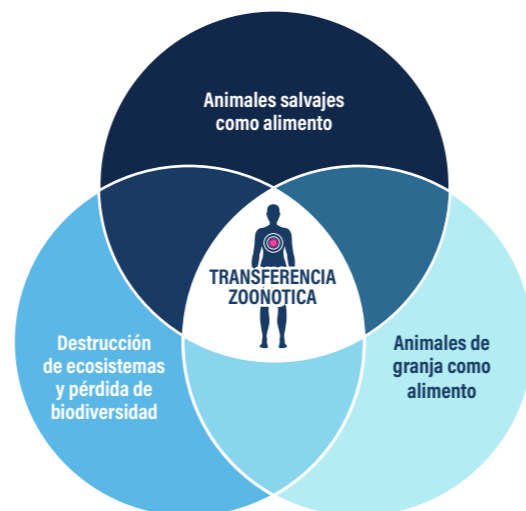 Animales salvajes
como alimento
TRANSFERENCIA
ZOONOTICA
Destrucción
de ecosistemas
y pérdida de
biodiversidad
Animales de
granja como
alimento